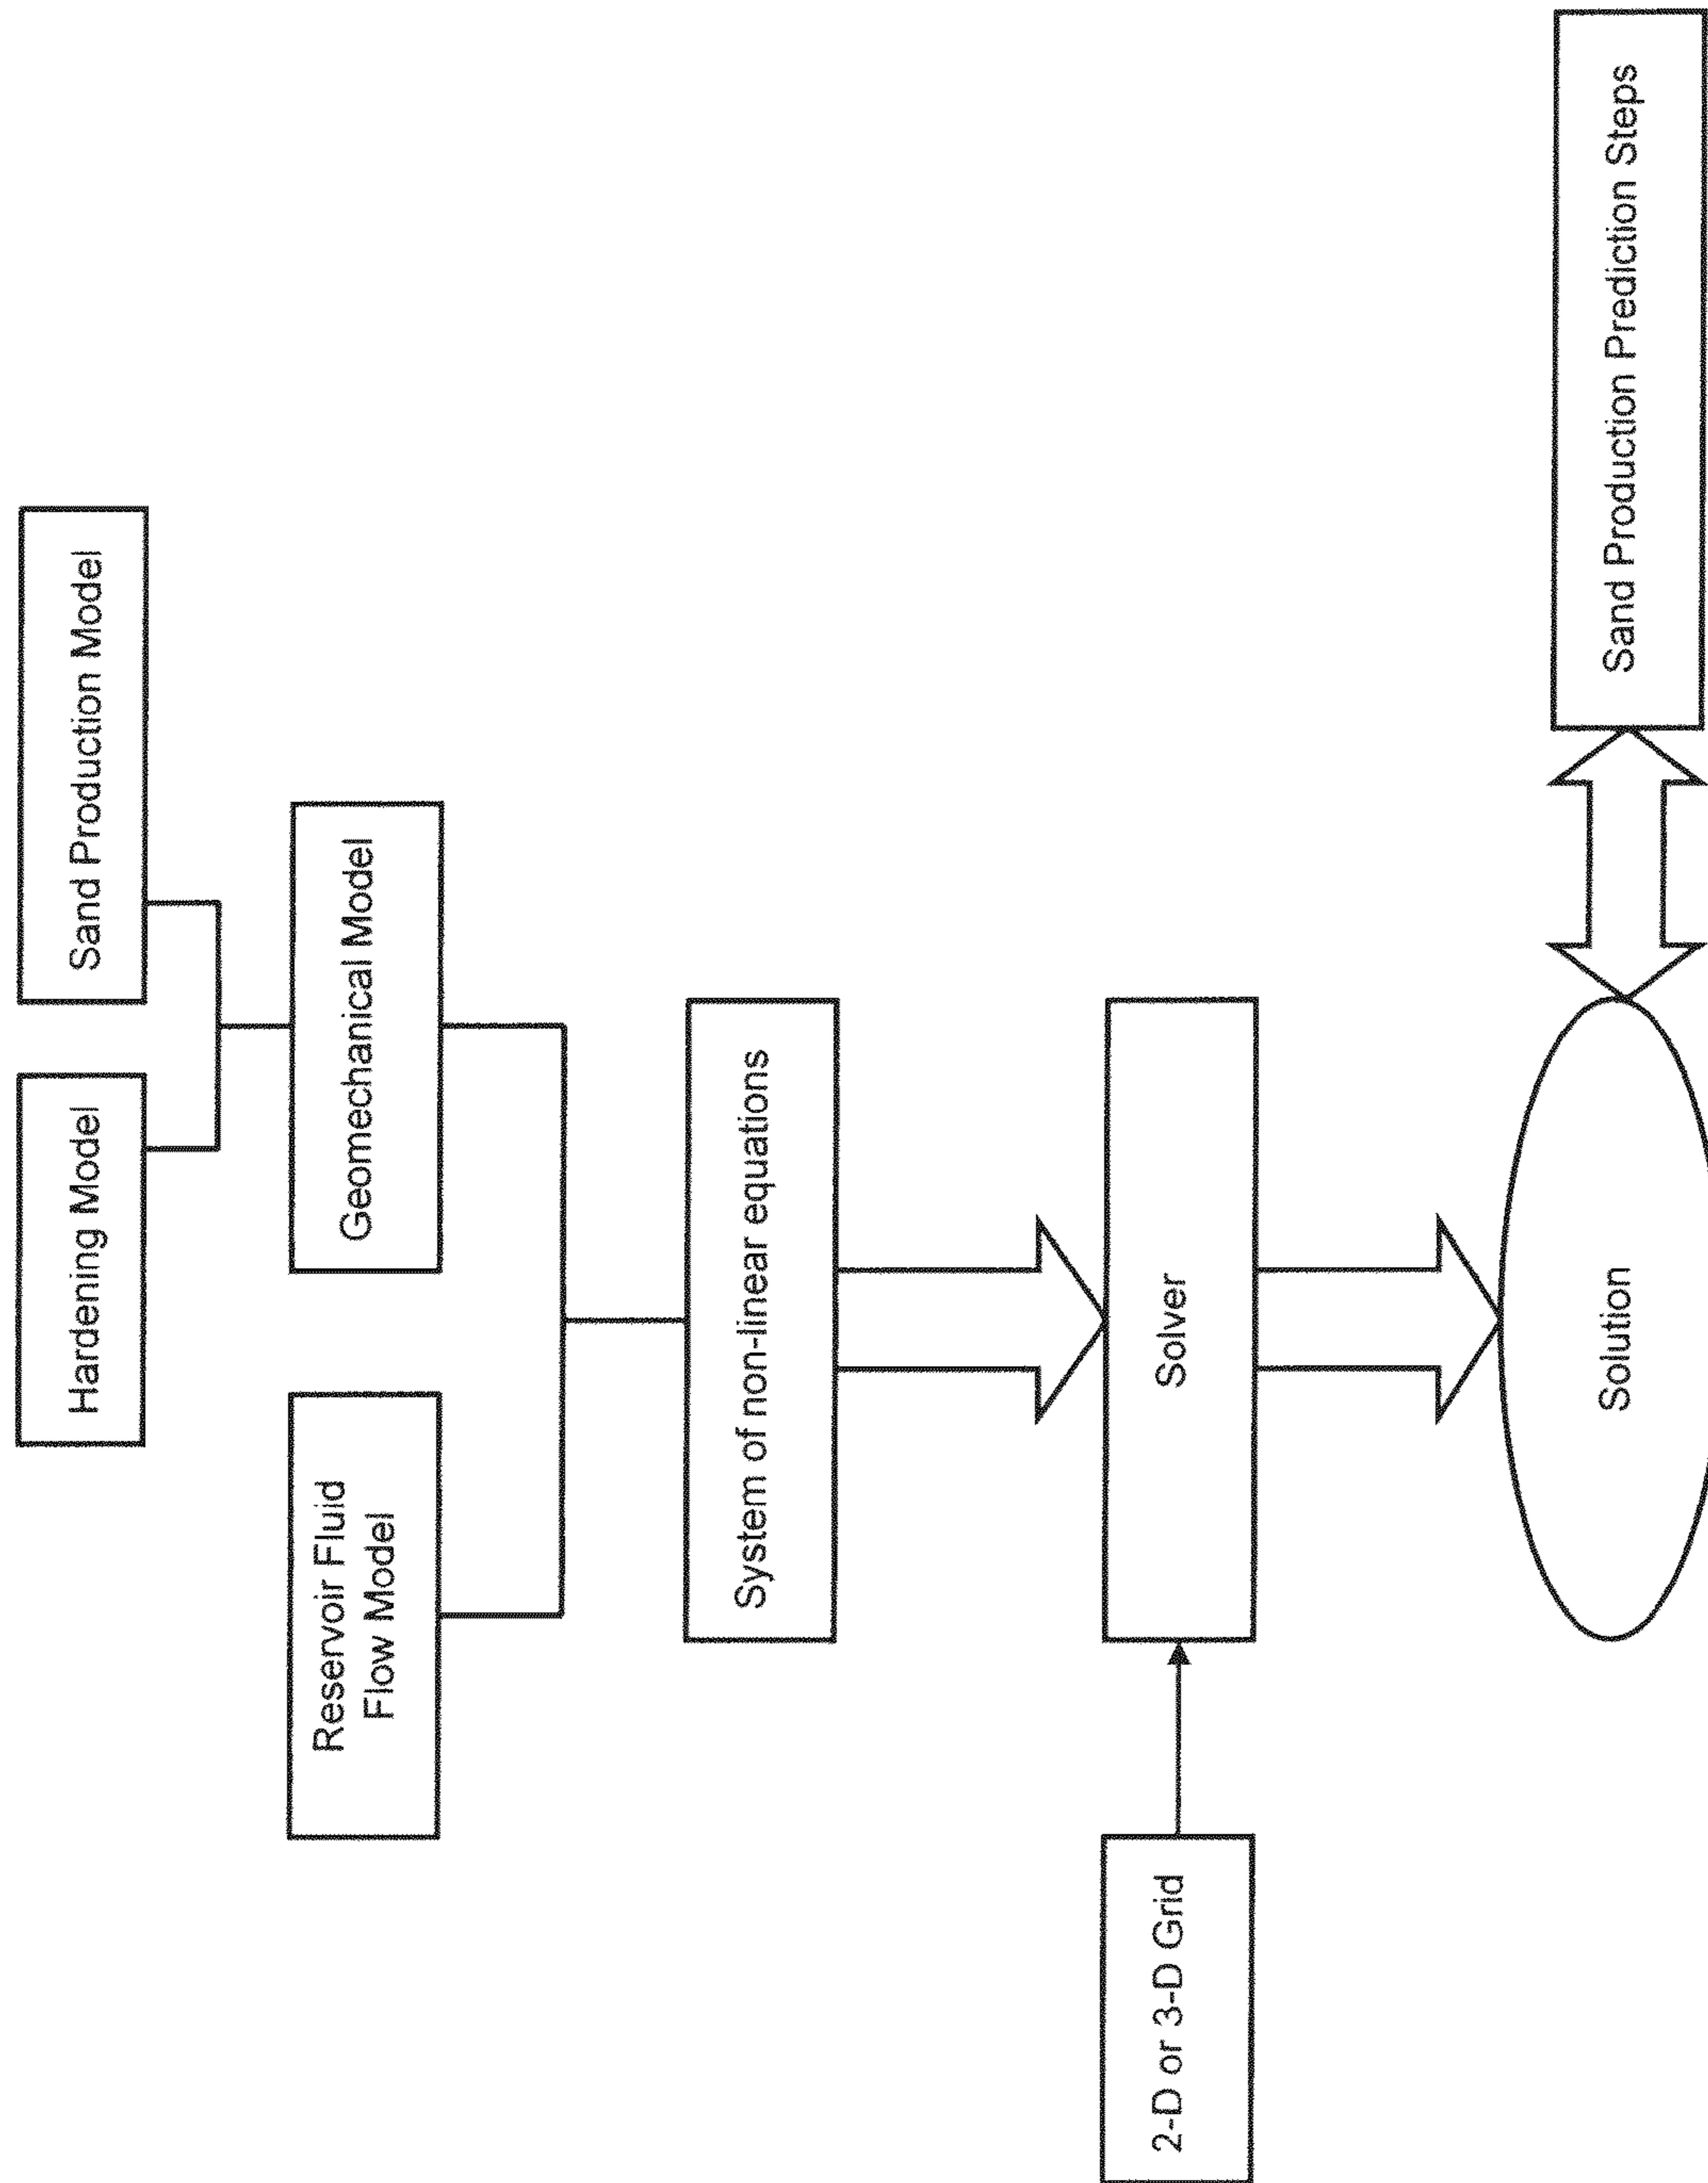 Hardening Model
Sand Production Model
Reservoir Fluid
Flow Model
Geomechanical Model
System of non-linear equations
2-D or 3-D Grid
Solver
Solution
Sand Production Prediction Steps